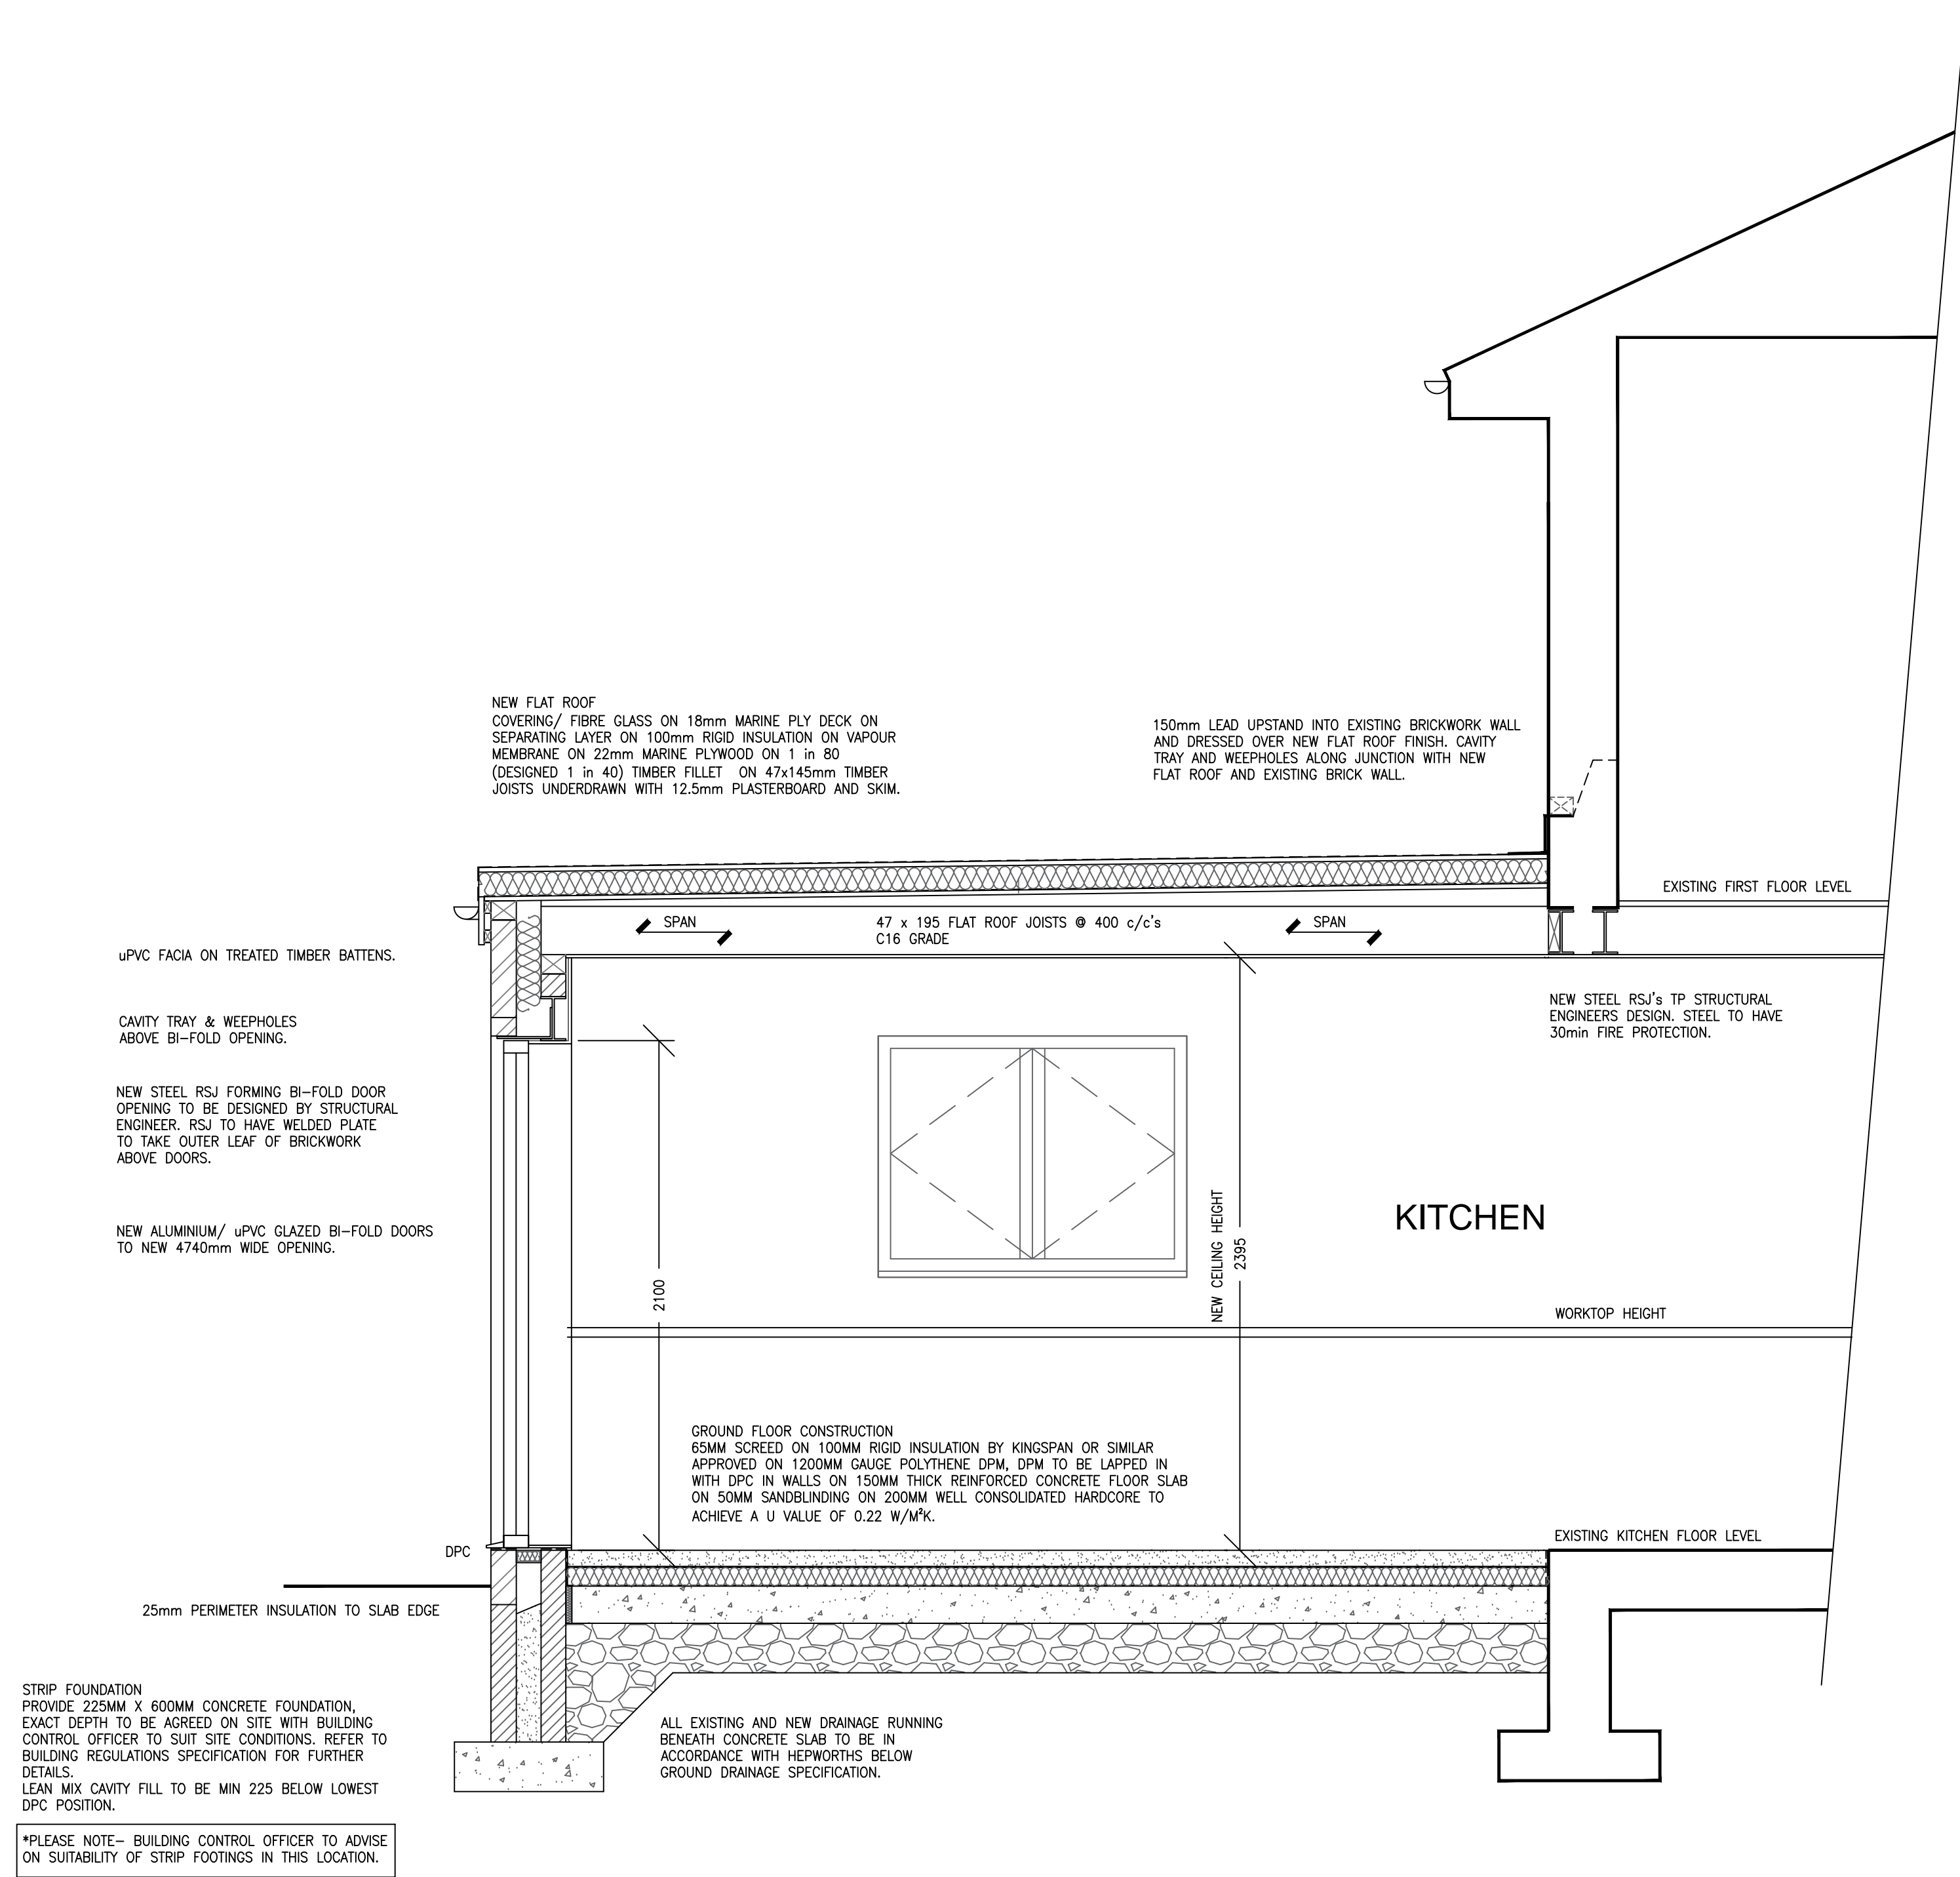 NEW FLAT ROOF
COVERING/ FIBRE GLASS ON 18mm MARINE PLY DECK ON
SEPARATING LAYER ON 100mm RIGID INSULATION ON VAPOUR
MEMBRANE ON 22mm MARINE PLYWOOD ON 1 in 80
(DESIGNED 1 in 40) TIMBER FILLET ON 47x145mm TIMBER
JOISTS UNDERDRAWN WITH 12.5mm PLASTERBOARD AND SKIM.
150mm LEAD UPSTAND INTO EXISTING BRICKWORK WALL
AND DRESSED OVER NEW FLAT ROOF FINISH. CAVITY
TRAY AND WEEPHOLES ALONG JUNCTION WITH NEW
FLAT ROOF AND EXISTING BRICK WALL.
EXISTING FIRST FLOOR LEVEL
SPAN
47 x 195 FLAT ROOF JOISTS @ 400 c/c's
C16 GRADE
SPAN
uPVC FACIA ON TREATED TIMBER BATTENS.
CAVITY TRAY & WEEPHOLES
ABOVE BI-FOLD OPENING.
NEW STEEL RSJ's TP STRUCTURAL
ENGINEERS DESIGN. STEEL TO HAVE
30min FIRE PROTECTION.
NEW STEEL RSJ FORMING BI-FOLD DOOR
OPENING TO BE DESIGNED BY STRUCTURAL
ENGINEER. RSJ TO HAVE WELDED PLATE
TO TAKE OUTER LEAF OF BRICKWORK
ABOVE DOORS.
NEW ALUMINIUM/ uPVC GLAZED BI-FOLD DOORS
TO NEW 4740mm WIDE OPENING.
2100
NEW CEILING HEIGHT
2395
KITCHEN
WORKTOP HEIGHT
GROUND FLOOR CONSTRUCTION
65MM SCREED ON 100MM RIGID INSULATION BY KINGSPAN OR SIMILAR
APPROVED ON 1200MM GAUGE POLYTHENE DPM, DPM TO BE LAPPED IN
WITH DPC IN WALLS ON 150MM THICK REINFORCED CONCRETE FLOOR SLAB
ON 50MM SANDBLINDING ON 200MM WELL CONSOLIDATED HARDCORE TO
ACHIEVE A U VALUE OF 0.22 W/M²K.
EXISTING KITCHEN FLOOR LEVEL
DPC
25mm PERIMETER INSULATION TO SLAB EDGE
STRIP FOUNDATION
PROVIDE 225MM X 600MM CONCRETE FOUNDATION,
EXACT DEPTH TO BE AGREED ON SITE WITH BUILDING
CONTROL OFFICER TO SUIT SITE CONDITIONS. REFER TO
BUILDING REGULATIONS SPECIFICATION FOR FURTHER
DETAILS.
LEAN MIX CAVITY FILL TO BE MIN 225 BELOW LOWEST
DPC POSITION.
ALL EXISTING AND NEW DRAINAGE RUNNING
BENEATH CONCRETE SLAB TO BE IN
ACCORDANCE WITH HEPWORTHS BELOW
GROUND DRAINAGE SPECIFICATION.
*PLEASE NOTE- BUILDING CONTROL OFFICER TO ADVISE
ON SUITABILITY OF STRIP FOOTINGS IN THIS LOCATION.